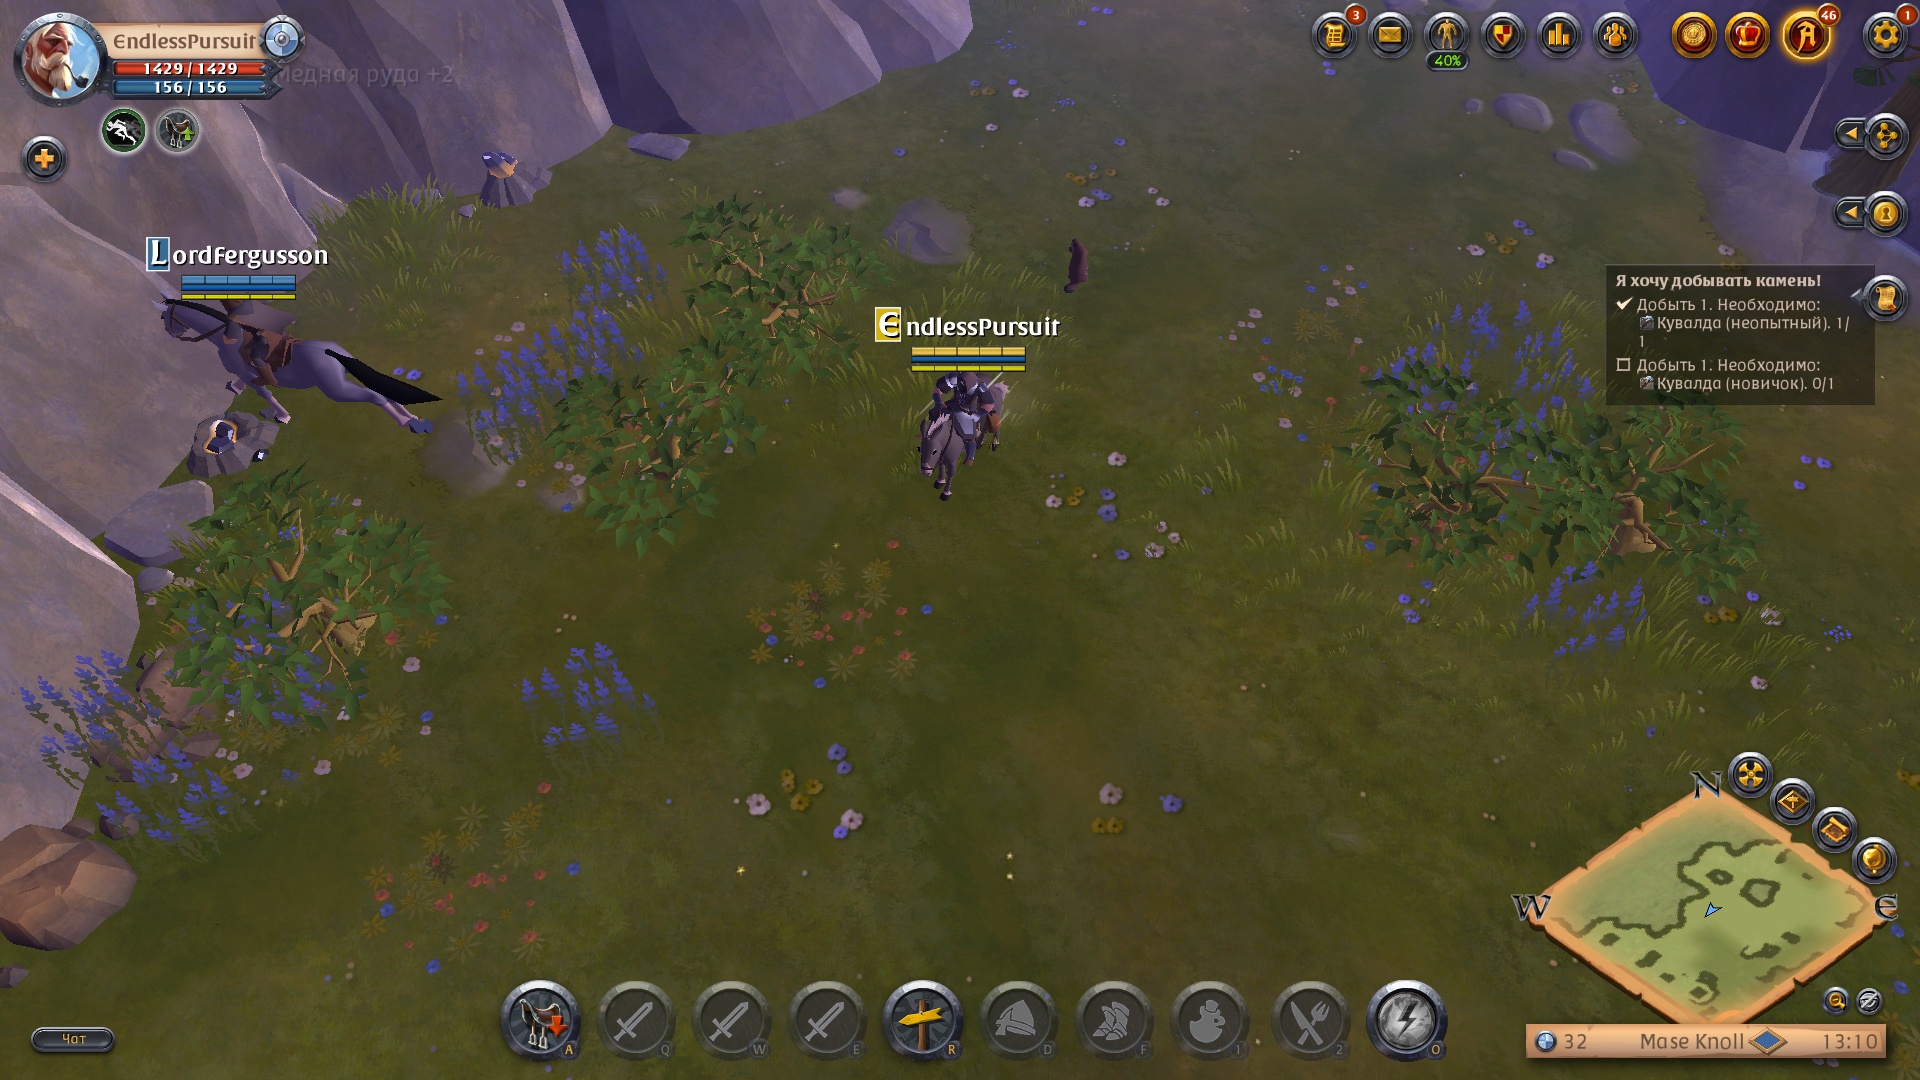 EndlessPursuit
1429 / 1429
Медная руда +2
156 / 156
3
46
1
40%
LordFergusson
EndlessPursuit
Я хочу добывать камень!
Добыть 1. Необходимо:
Кувалда (неопытный). 1/
1
Добыть 1. Необходимо:
Кувалда (новичок). 0/1
N
W
E
Чат
A
Q
W
E
R
D
F
1
2
O
32
Mase Knoll
13:10